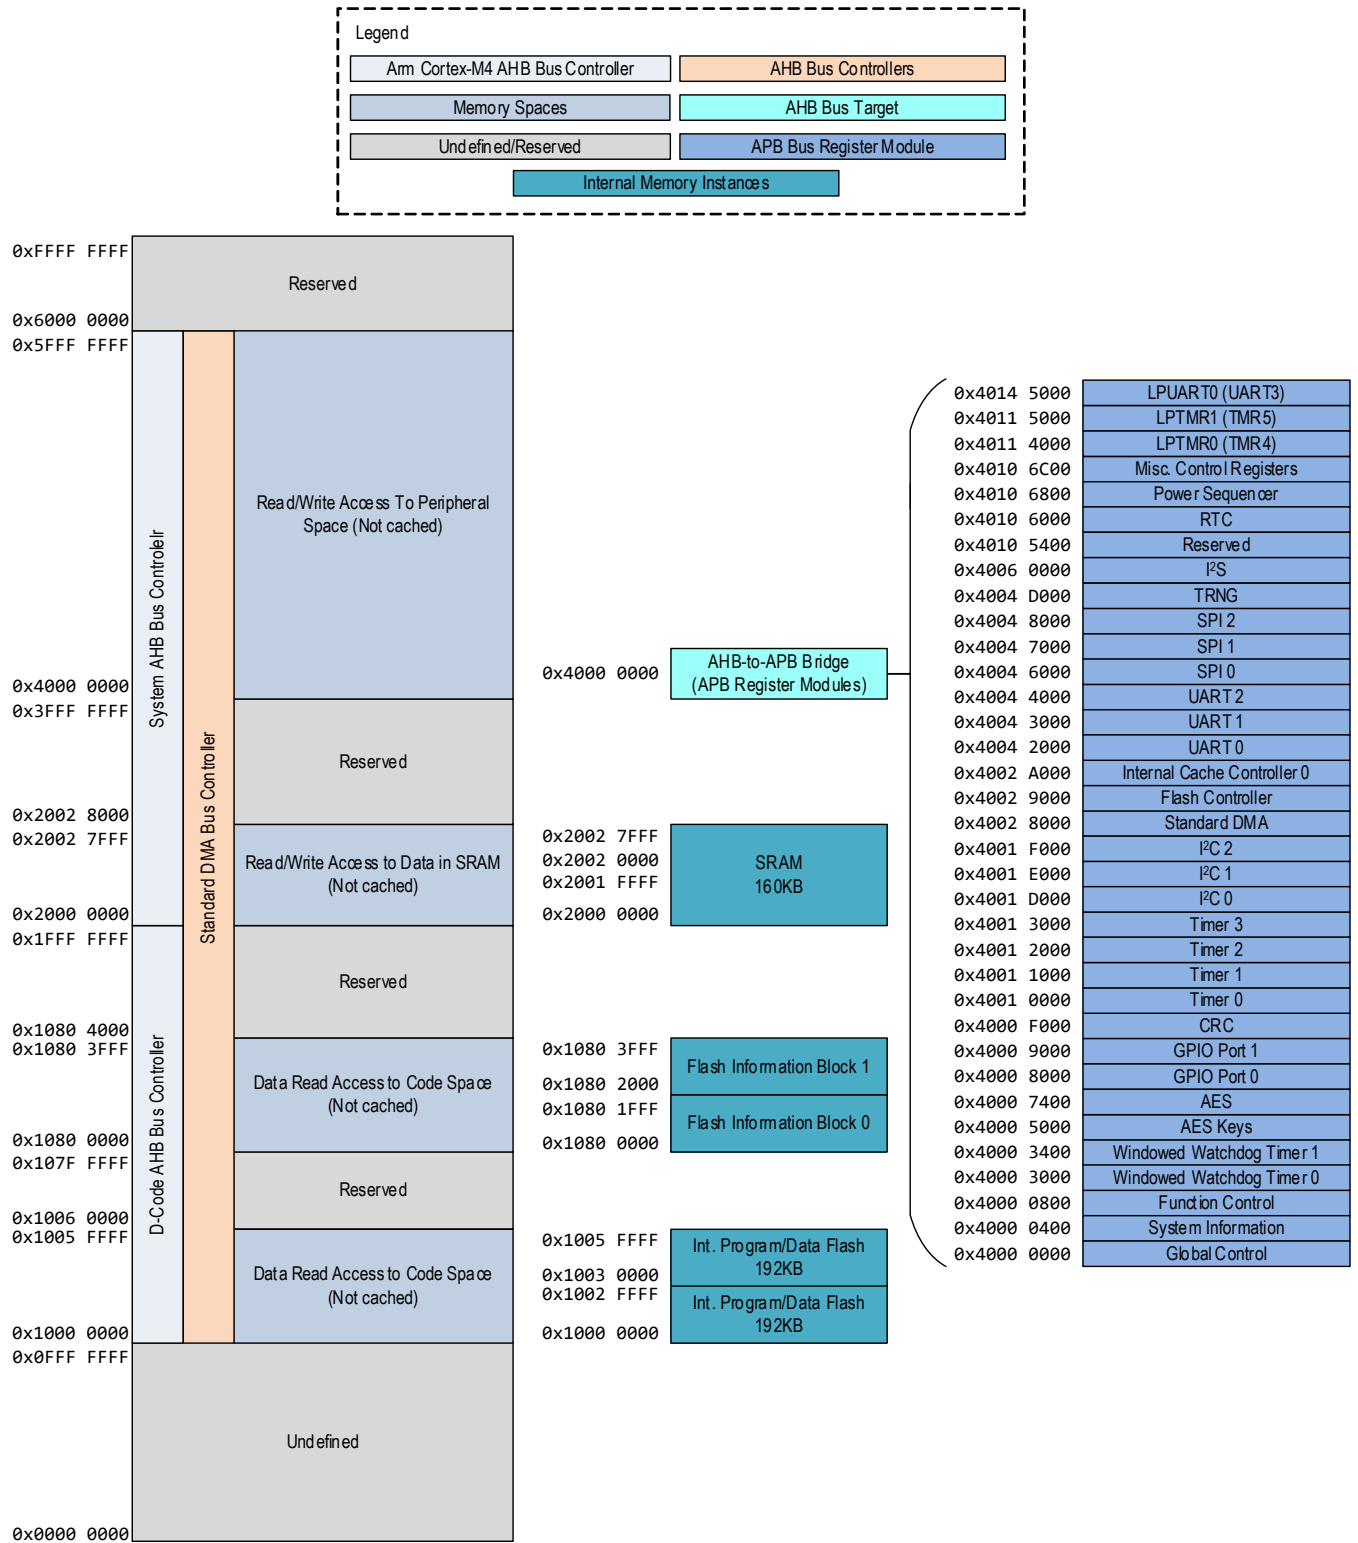 Legend
Arm Cortex-M4 AHB Bus Controller
AHB Bus Controllers
Memory Spaces
AHB Bus Target
Undefined/Reserved
APB Bus Register Module
Internal Memory Instances
0xFFFF FFFF
Reserved
0x6000 0000
0x5FFF FFFF
System AHB Bus Controlelr
Standard DMA Bus Controller
Read/Write Access To Peripheral
Space (Not cached)
0x4000 0000
0x3FFF FFFF
Reserved
0x2002 8000
0x2002 7FFF
Read/Write Access to Data in SRAM
(Not cached)
0x2000 0000
0x1FFF FFFF
D-Code AHB Bus Controller
Reserved
0x1080 4000
0x1080 3FFF
Data Read Access to Code Space
(Not cached)
0x1080 0000
0x107F FFFF
Reserved
0x1006 0000
0x1005 FFFF
Data Read Access to Code Space
(Not cached)
0x1000 0000
0x0FFF FFFF
Undefined
0x0000 0000
0x4000 0000
AHB-to-APB Bridge
(APB Register Modules)
0x2002 7FFF
0x2002 0000
0x2001 FFFF
0x2000 0000
SRAM
160KB
0x1080 3FFF
0x1080 2000
Flash Information Block 1
0x1080 1FFF
0x1080 0000
Flash Information Block 0
0x1005 FFFF
0x1003 0000
Int. Program/Data Flash
192KB
0x1002 FFFF
0x1000 0000
Int. Program/Data Flash
192KB
0x4014 5000 LPUART0 (UART3)
0x4011 5000 LPTMR1 (TMR5)
0x4011 4000 LPTMR0 (TMR4)
0x4010 6C00 Misc. Control Registers
0x4010 6800 Power Sequencer
0x4010 6000 RTC
0x4010 5400 Reserved
0x4006 0000 I²S
0x4004 D000 TRNG
0x4004 8000 SPI 2
0x4004 7000 SPI 1
0x4004 6000 SPI 0
0x4004 4000 UART 2
0x4004 3000 UART 1
0x4004 2000 UART 0
0x4002 A000 Internal Cache Controller 0
0x4002 9000 Flash Controller
0x4002 8000 Standard DMA
0x4001 F000 I²C 2
0x4001 E000 I²C 1
0x4001 D000 I²C 0
0x4001 3000 Timer 3
0x4001 2000 Timer 2
0x4001 1000 Timer 1
0x4001 0000 Timer 0
0x4000 F000 CRC
0x4000 9000 GPIO Port 1
0x4000 8000 GPIO Port 0
0x4000 7400 AES
0x4000 5000 AES Keys
0x4000 3400 Windowed Watchdog Timer 1
0x4000 3000 Windowed Watchdog Timer 0
0x4000 0800 Function Control
0x4000 0400 System Information
0x4000 0000 Global Control